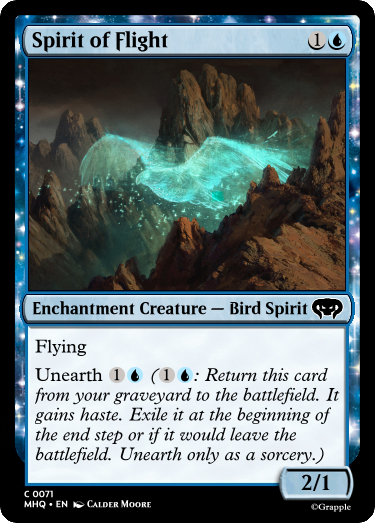 Spirit of Flight 1
Enchantment Creature — Bird Spirit
Flying
Unearth 1 (1 : Return this card
from your graveyard to the battlefield. It
gains haste. Exile it at the beginning of
the end step or if it would leave the
battlefield. Unearth only as a sorcery.)
2/1
C 0071
MHQ • EN Calder Moore
©Grapple